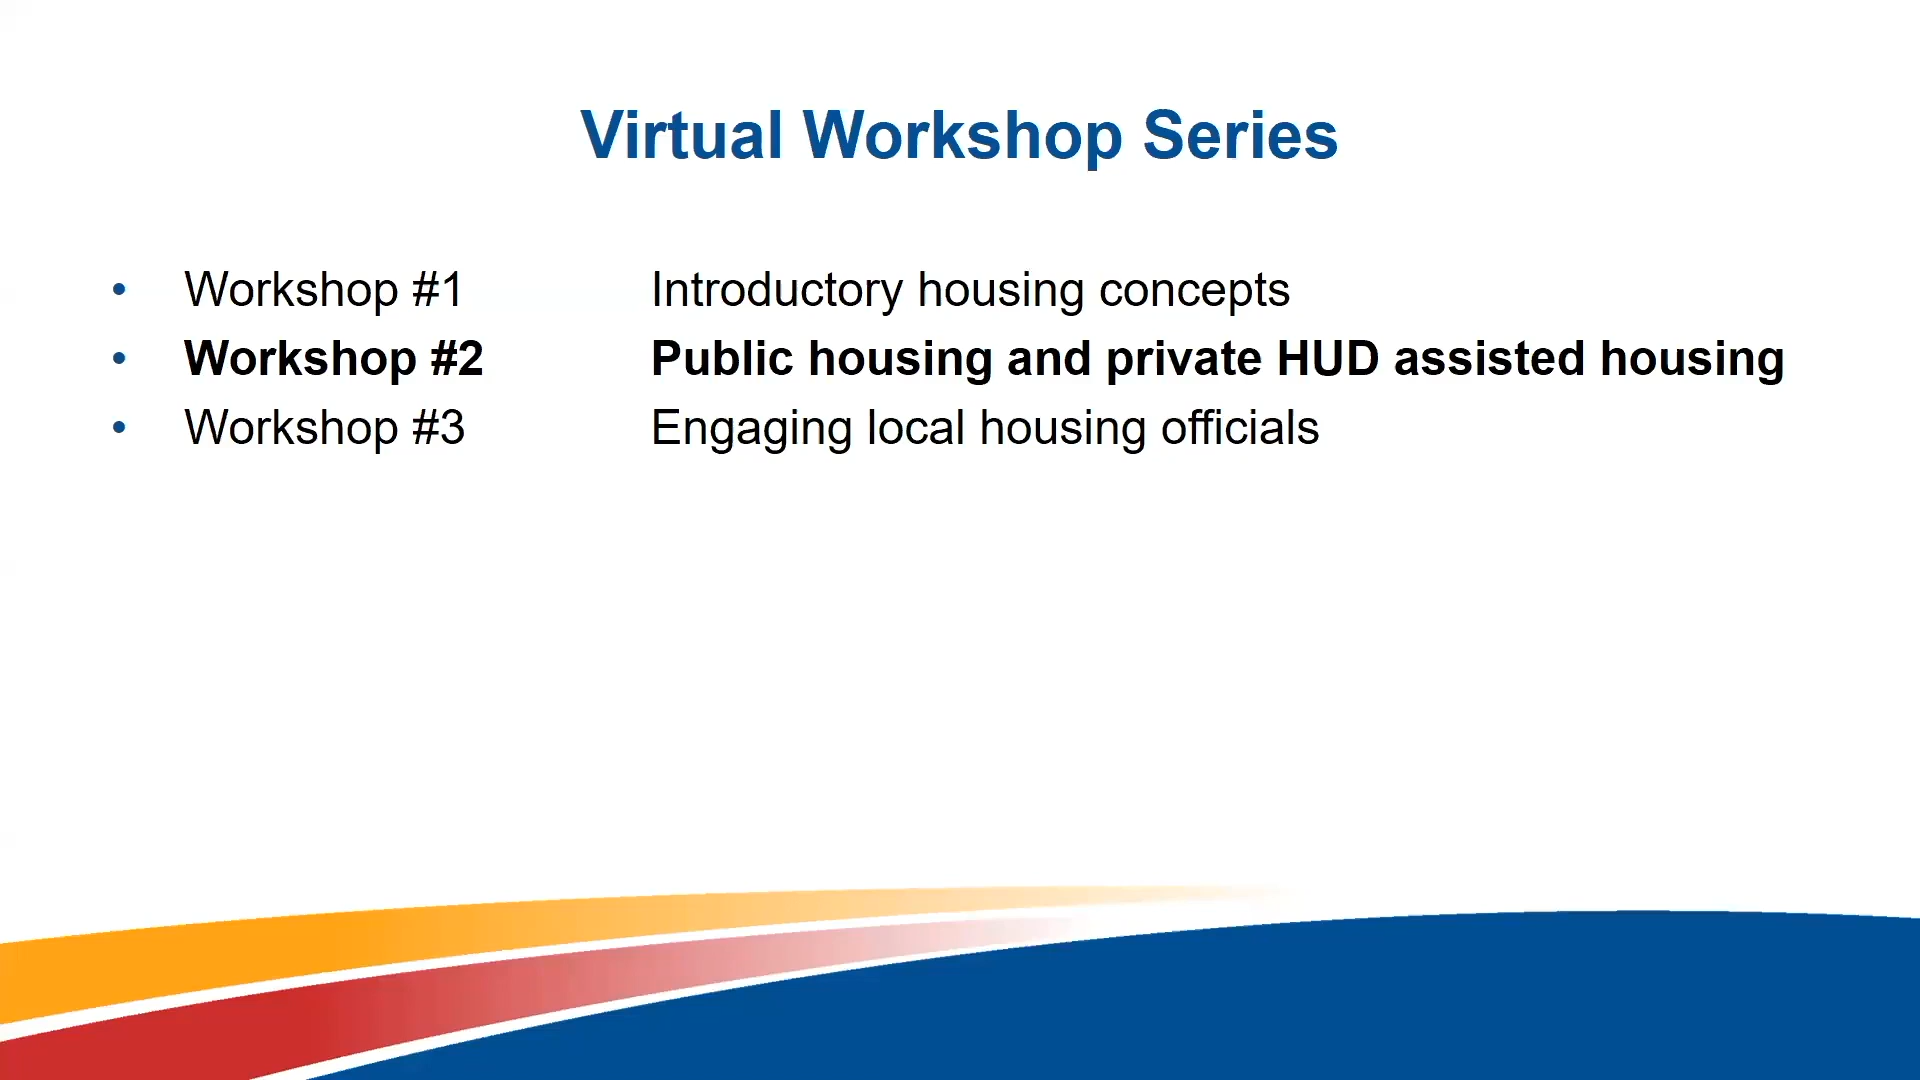 Virtual Workshop Series
• Workshop #1 Introductory housing concepts
• Workshop #2 Public housing and private HUD assisted housing
• Workshop #3 Engaging local housing officials